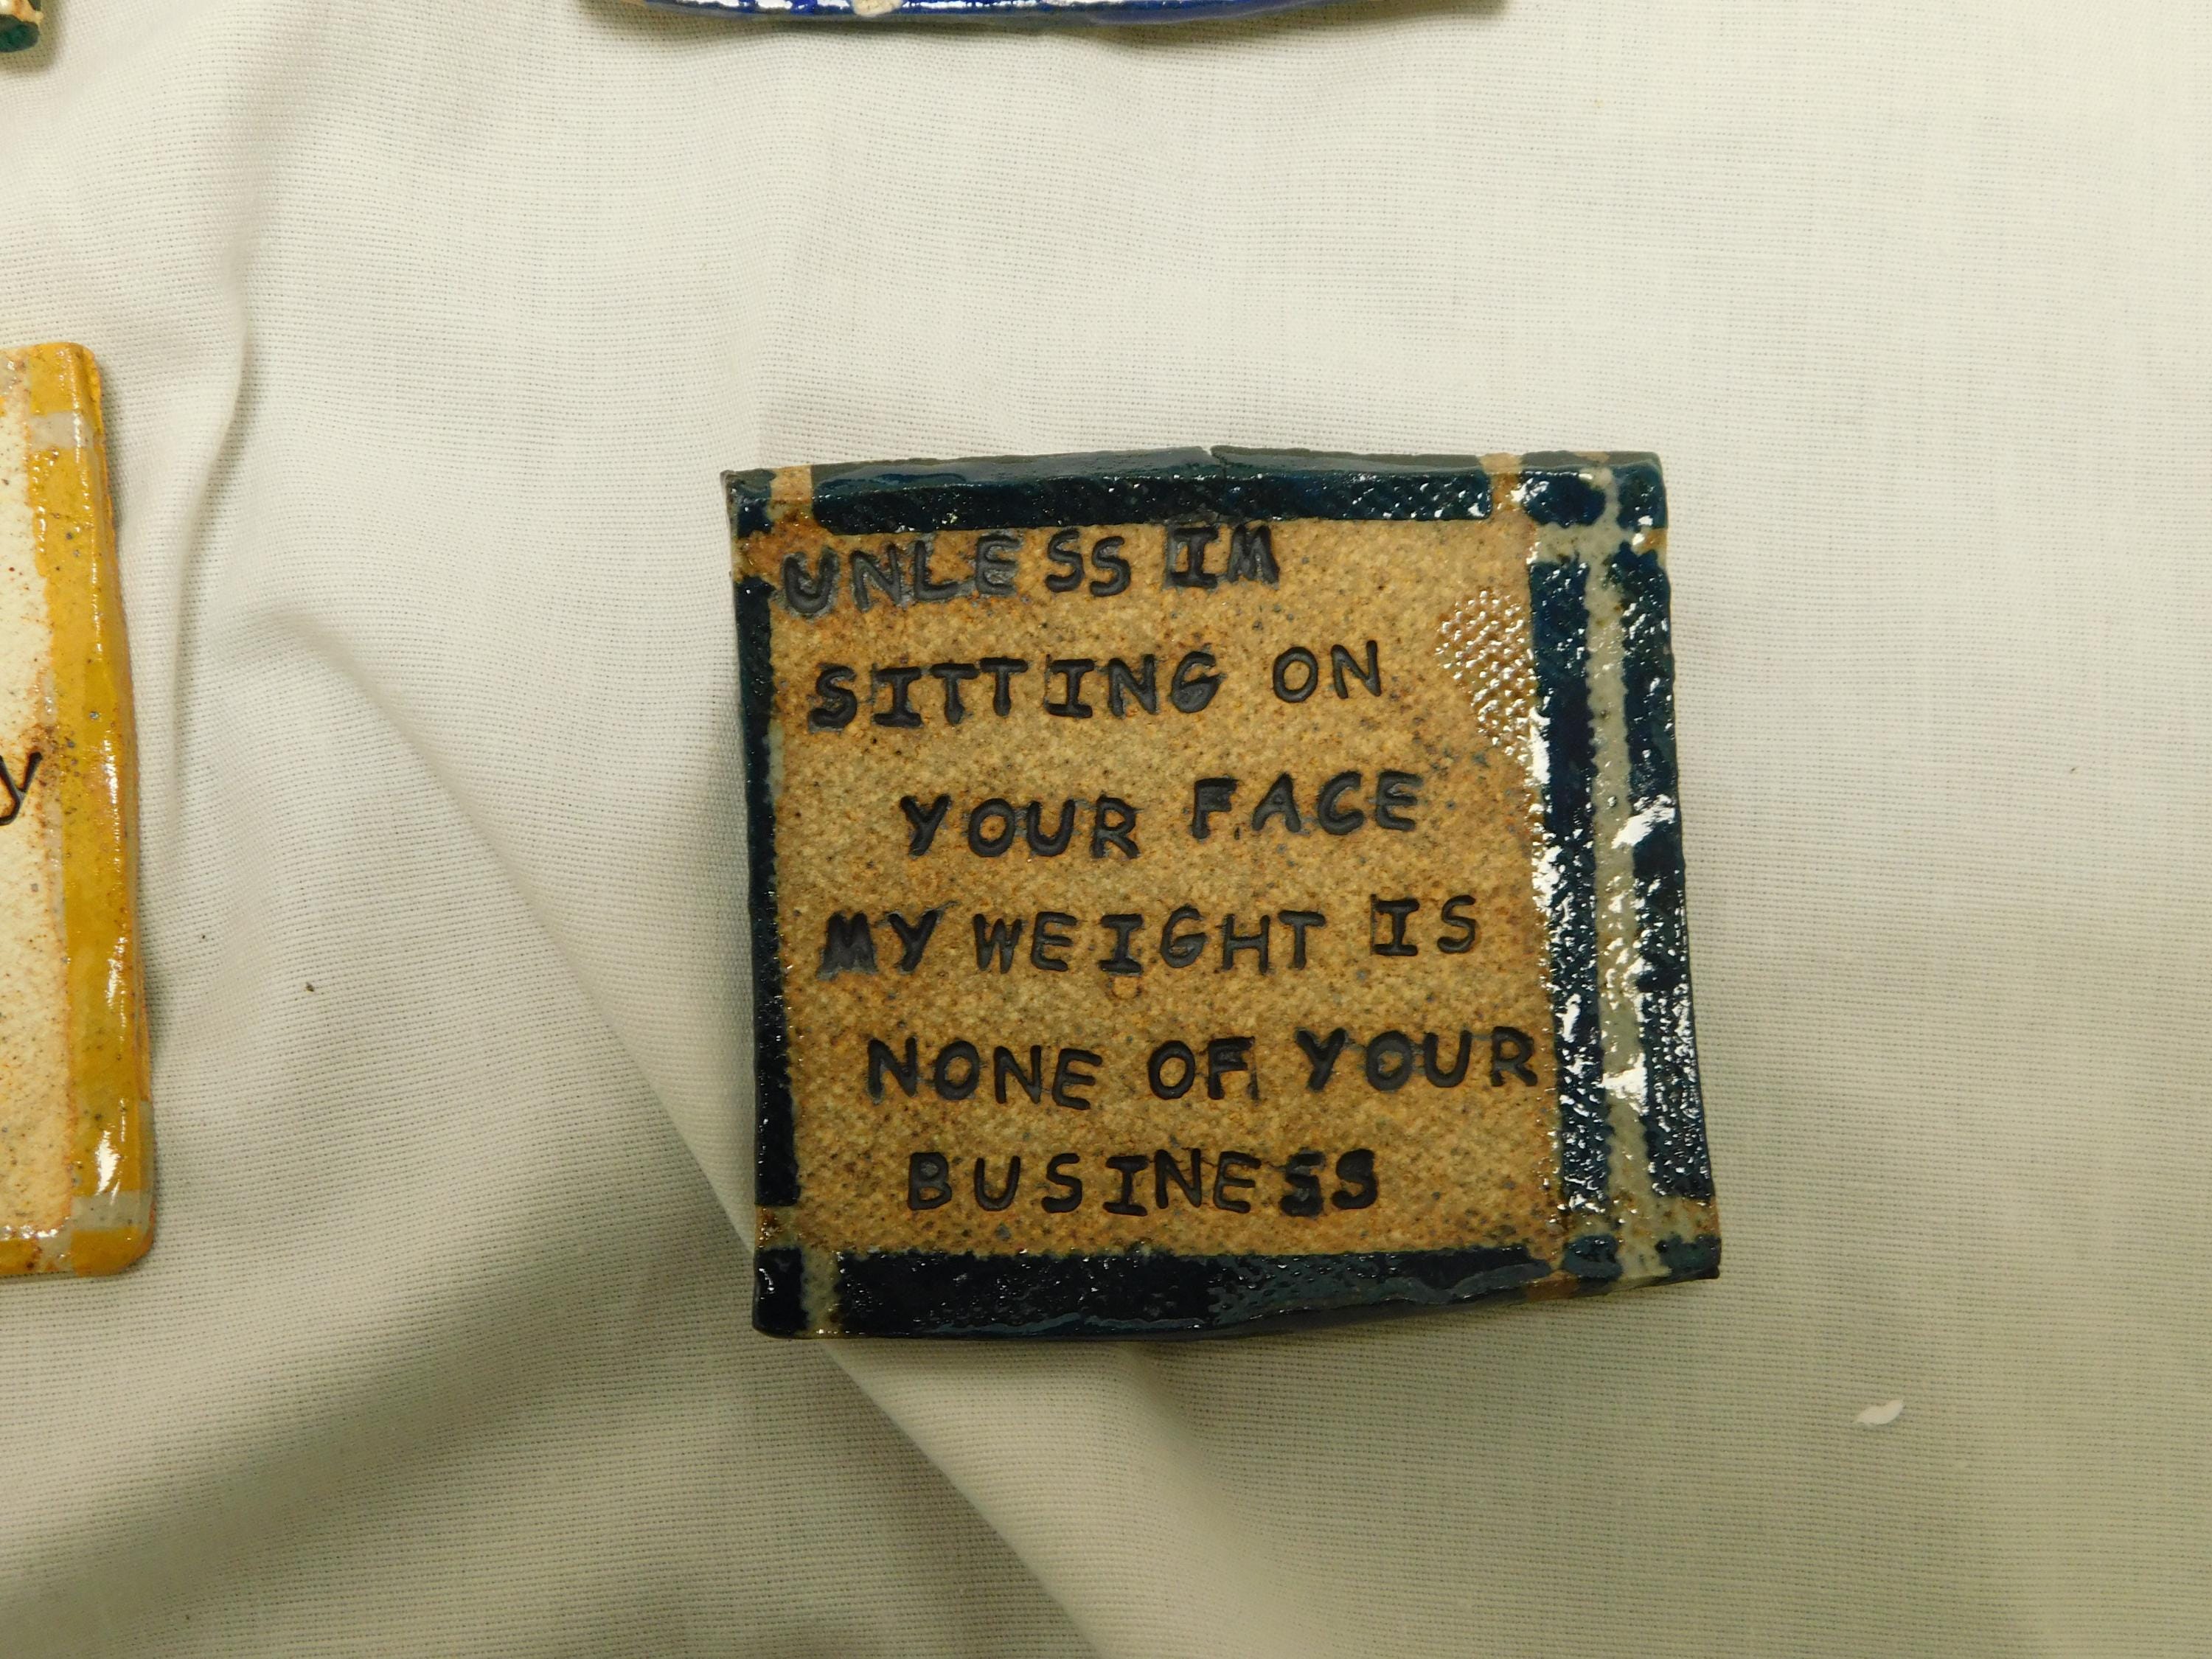 UNLESS IM
SITTING ON
YOUR FACE
MY WEIGHT IS
NONE OF YOUR
BUSINESS
y